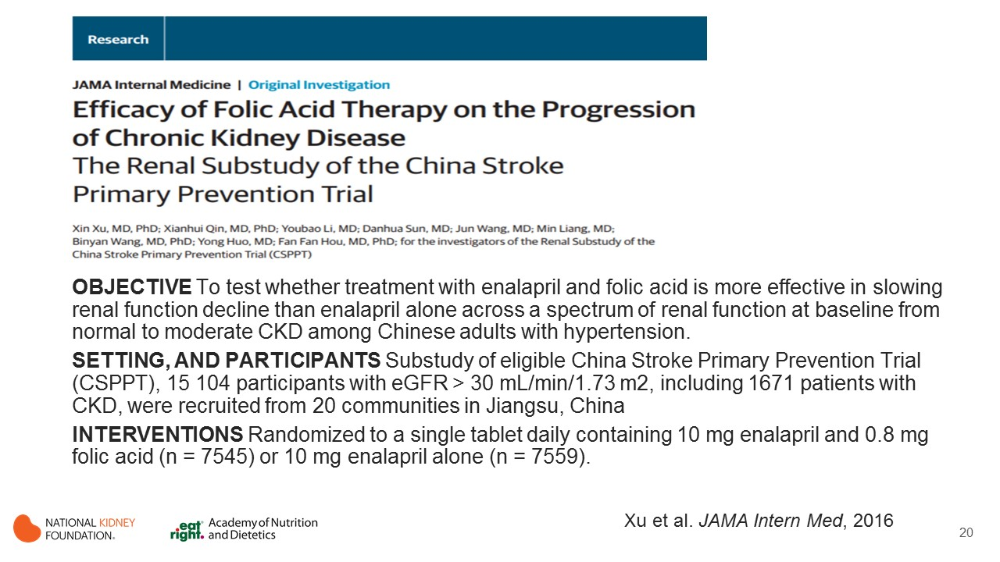 Research
JAMA Internal Medicine | Original Investigation
Efficacy of Folic Acid Therapy on the Progression
of Chronic Kidney Disease
The Renal Substudy of the China Stroke
Primary Prevention Trial
Xin Xu, MD, PhD; Xianhui Qin, MD, PhD; Youbao Li, MD; Danhua Sun, MD; Jun Wang, MD; Min Liang, MD;
Binyan Wang, MD, PhD; Yong Huo, MD; Fan Fan Hou, MD, PhD; for the investigators of the Renal Substudy of the
China Stroke Primary Prevention Trial (CSPPT)
OBJECTIVE To test whether treatment with enalapril and folic acid is more effective in slowing
renal function decline than enalapril alone across a spectrum of renal function at baseline from
normal to moderate CKD among Chinese adults with hypertension.
SETTING, AND PARTICIPANTS Substudy of eligible China Stroke Primary Prevention Trial
(CSPPT), 15 104 participants with eGFR > 30 mL/min/1.73 m2, including 1671 patients with
CKD, were recruited from 20 communities in Jiangsu, China
INTERVENTIONS Randomized to a single tablet daily containing 10 mg enalapril and 0.8 mg
folic acid (n = 7545) or 10 mg enalapril alone (n = 7559).
NATIONAL KIDNEY
FOUNDATION®
eat
right.
Academy of Nutrition
and Dietetics
Xu et al. JAMA Intern Med, 2016
20